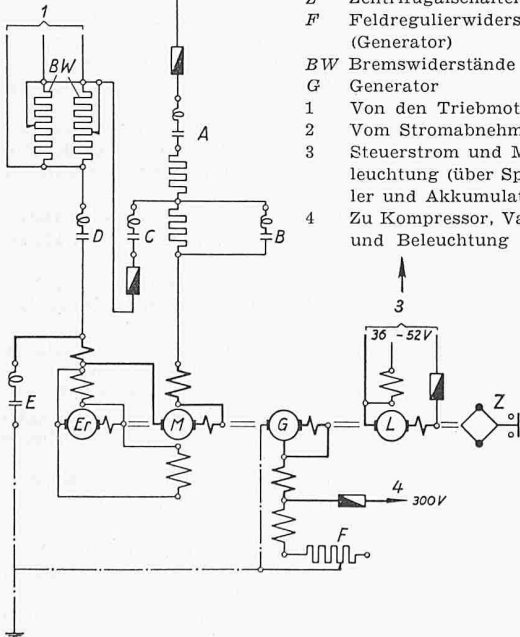 Z
F Feldregulierwiders
(Generator)
BW Bremswiderstände
G Generator
1 Von den Triebmot
2 Vom Stromabnehm
3 Steuerstrom und M
leuchtung (über Sp
ler und Akkumulat
4 Zu Kompressor, Va
und Beleuchtung
1
BW
A
D
C
B
3
36 - 52V
E
Er
M
G
L
Z
4
300V
F